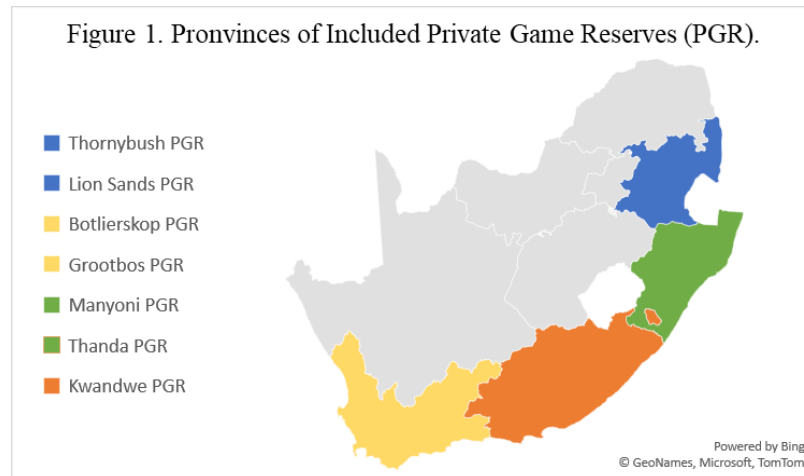 Figure 1. Pronvinces of Included Private Game Reserves (PGR).
Thornybush PGR
Lion Sands PGR
Botlierskop PGR
Grootbos PGR
Manyoni PGR
Thanda PGR
Kwandwe PGR
Powered by Bing
© GeoNames, Microsoft, TomTom